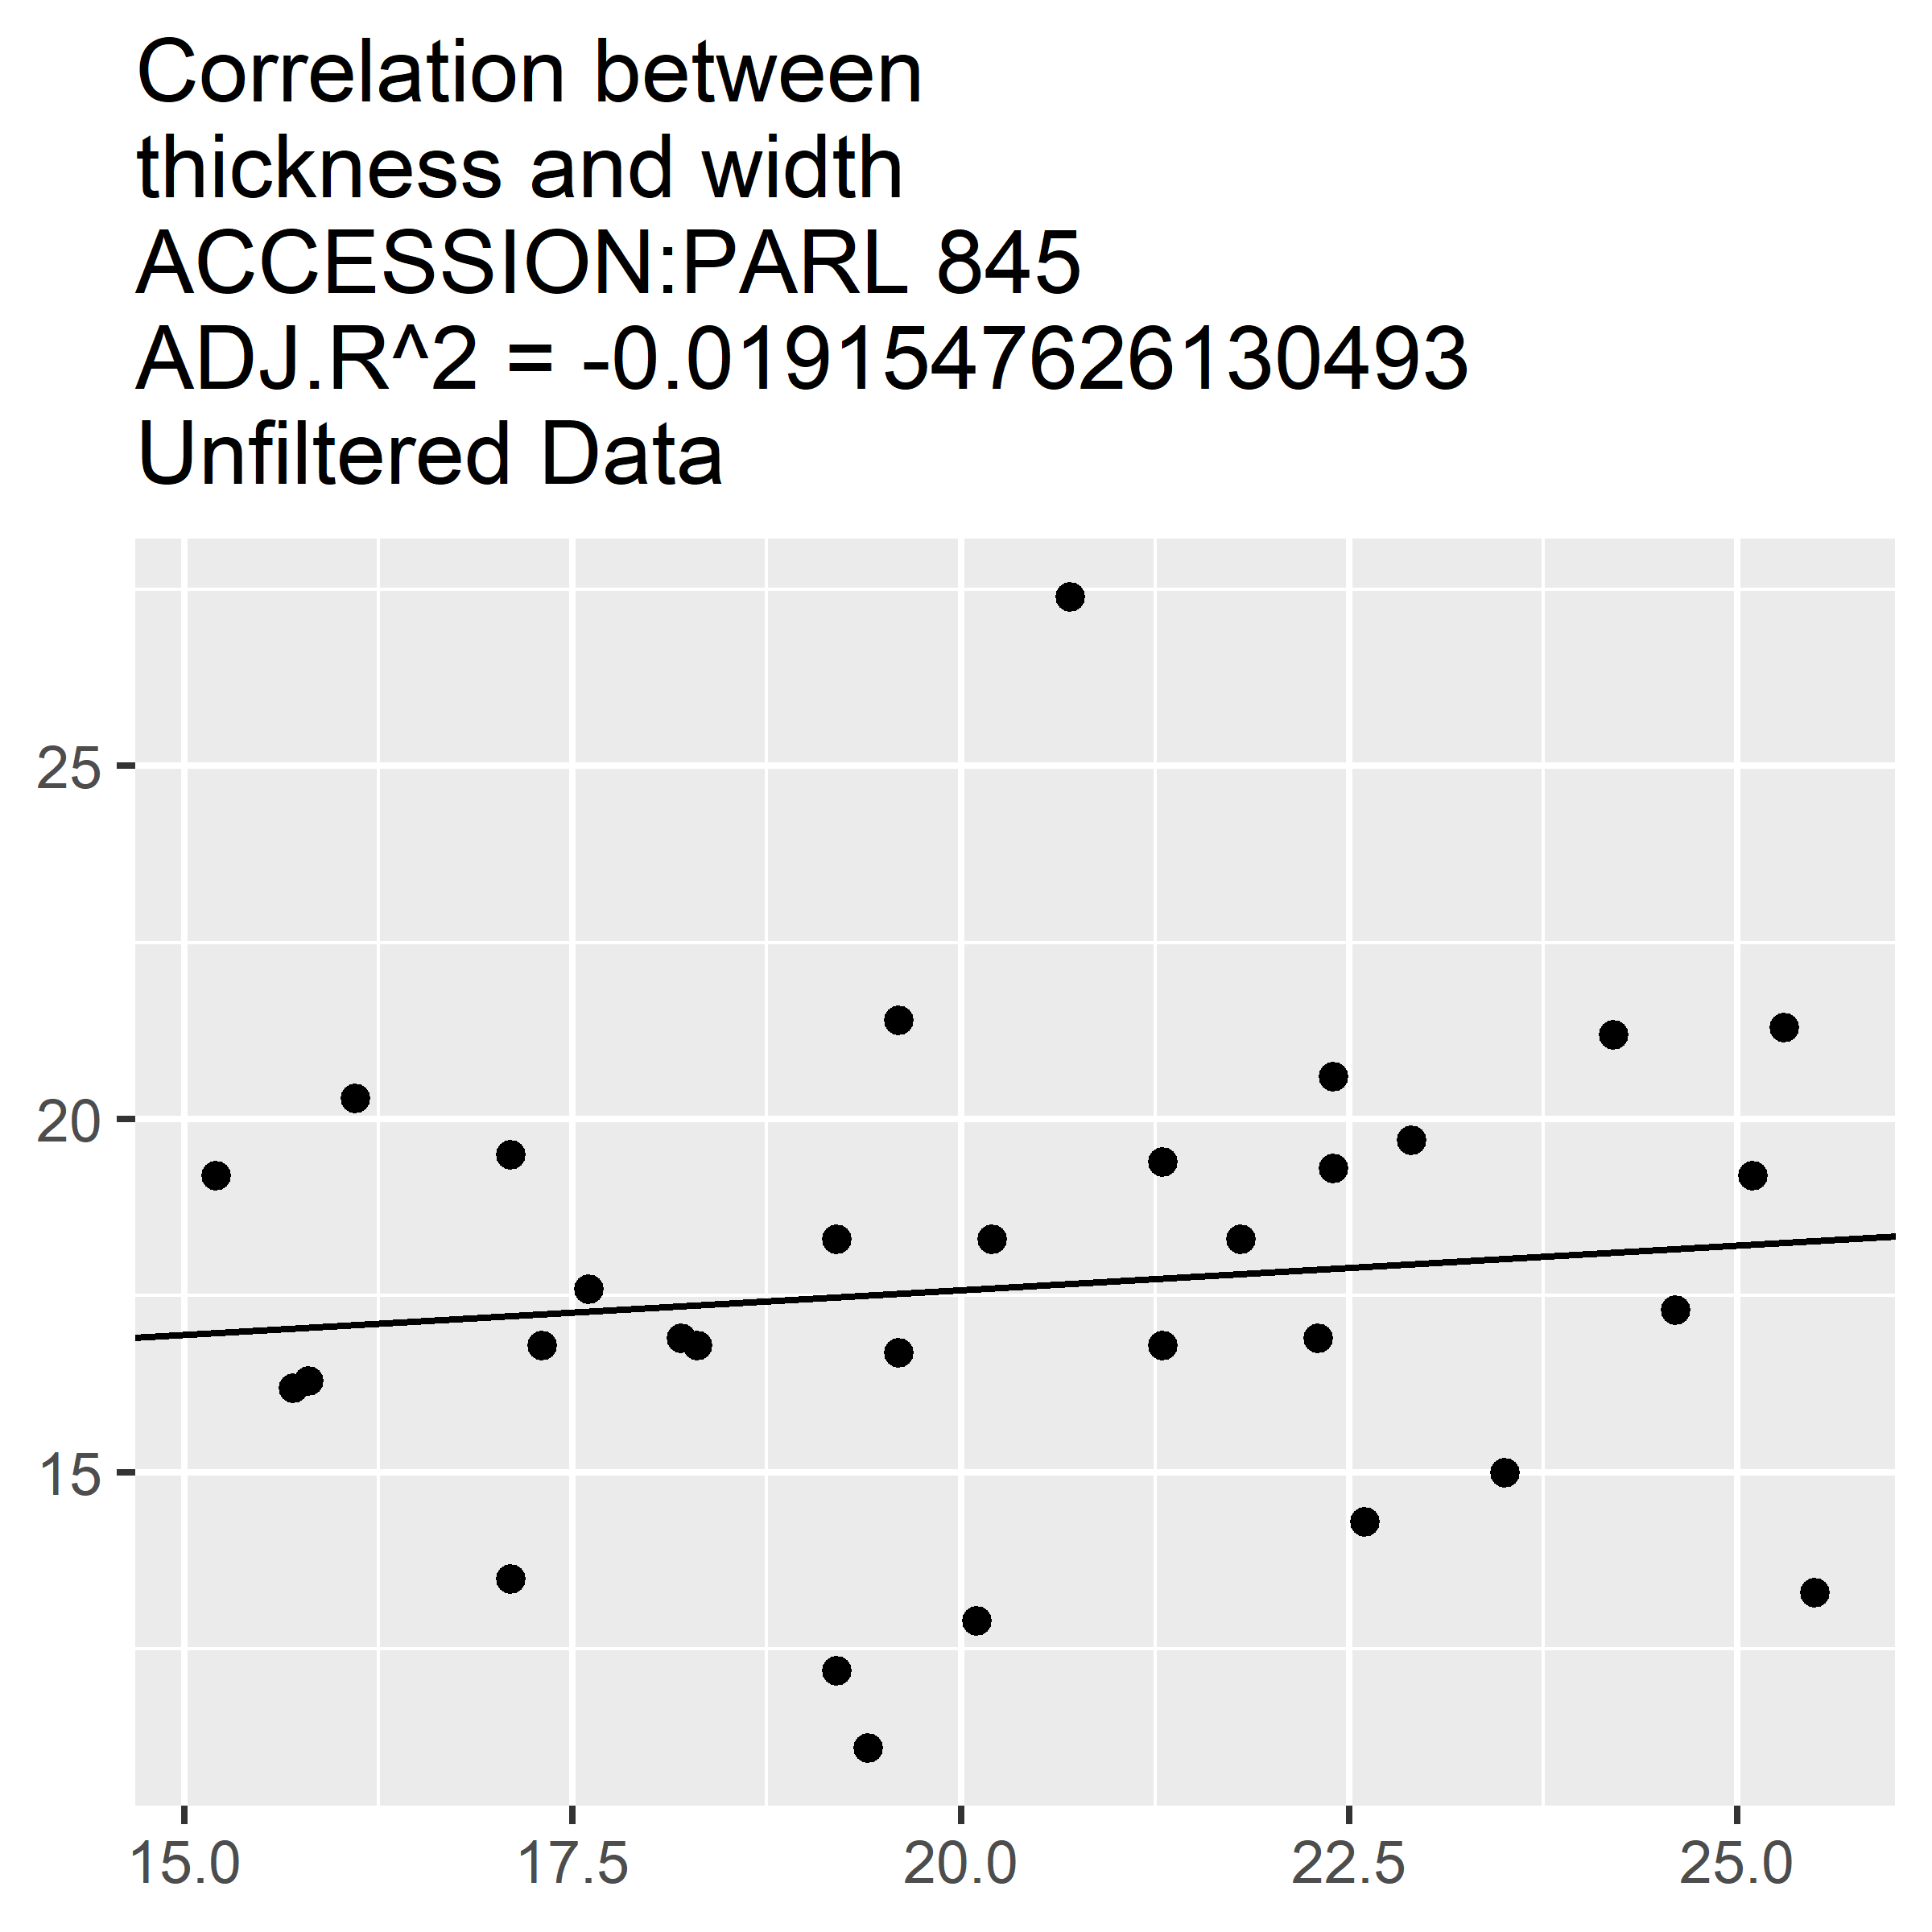 Correlation between
thickness and width
ACCESSION:PARL 845
ADJ.R^2 = -0.0191547626130493
Unfiltered Data
25
20
15
15.0 17.5 20.0 22.5 25.0